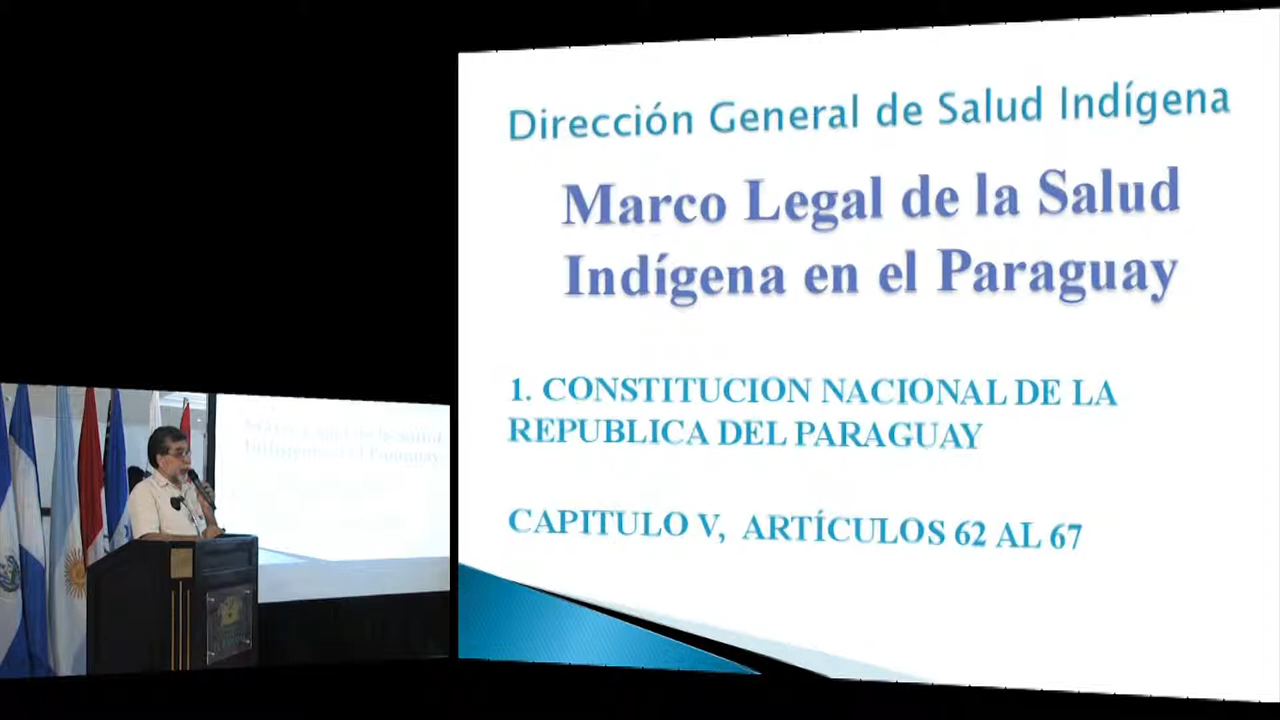 Dirección General de Salud Indígena
Marco Legal de la Salud
Indígena en el Paraguay
1. CONSTITUCION NACIONAL DE LA
REPUBLICA DEL PARAGUAY
CAPITULO V, ARTÍCULOS 62 AL 67